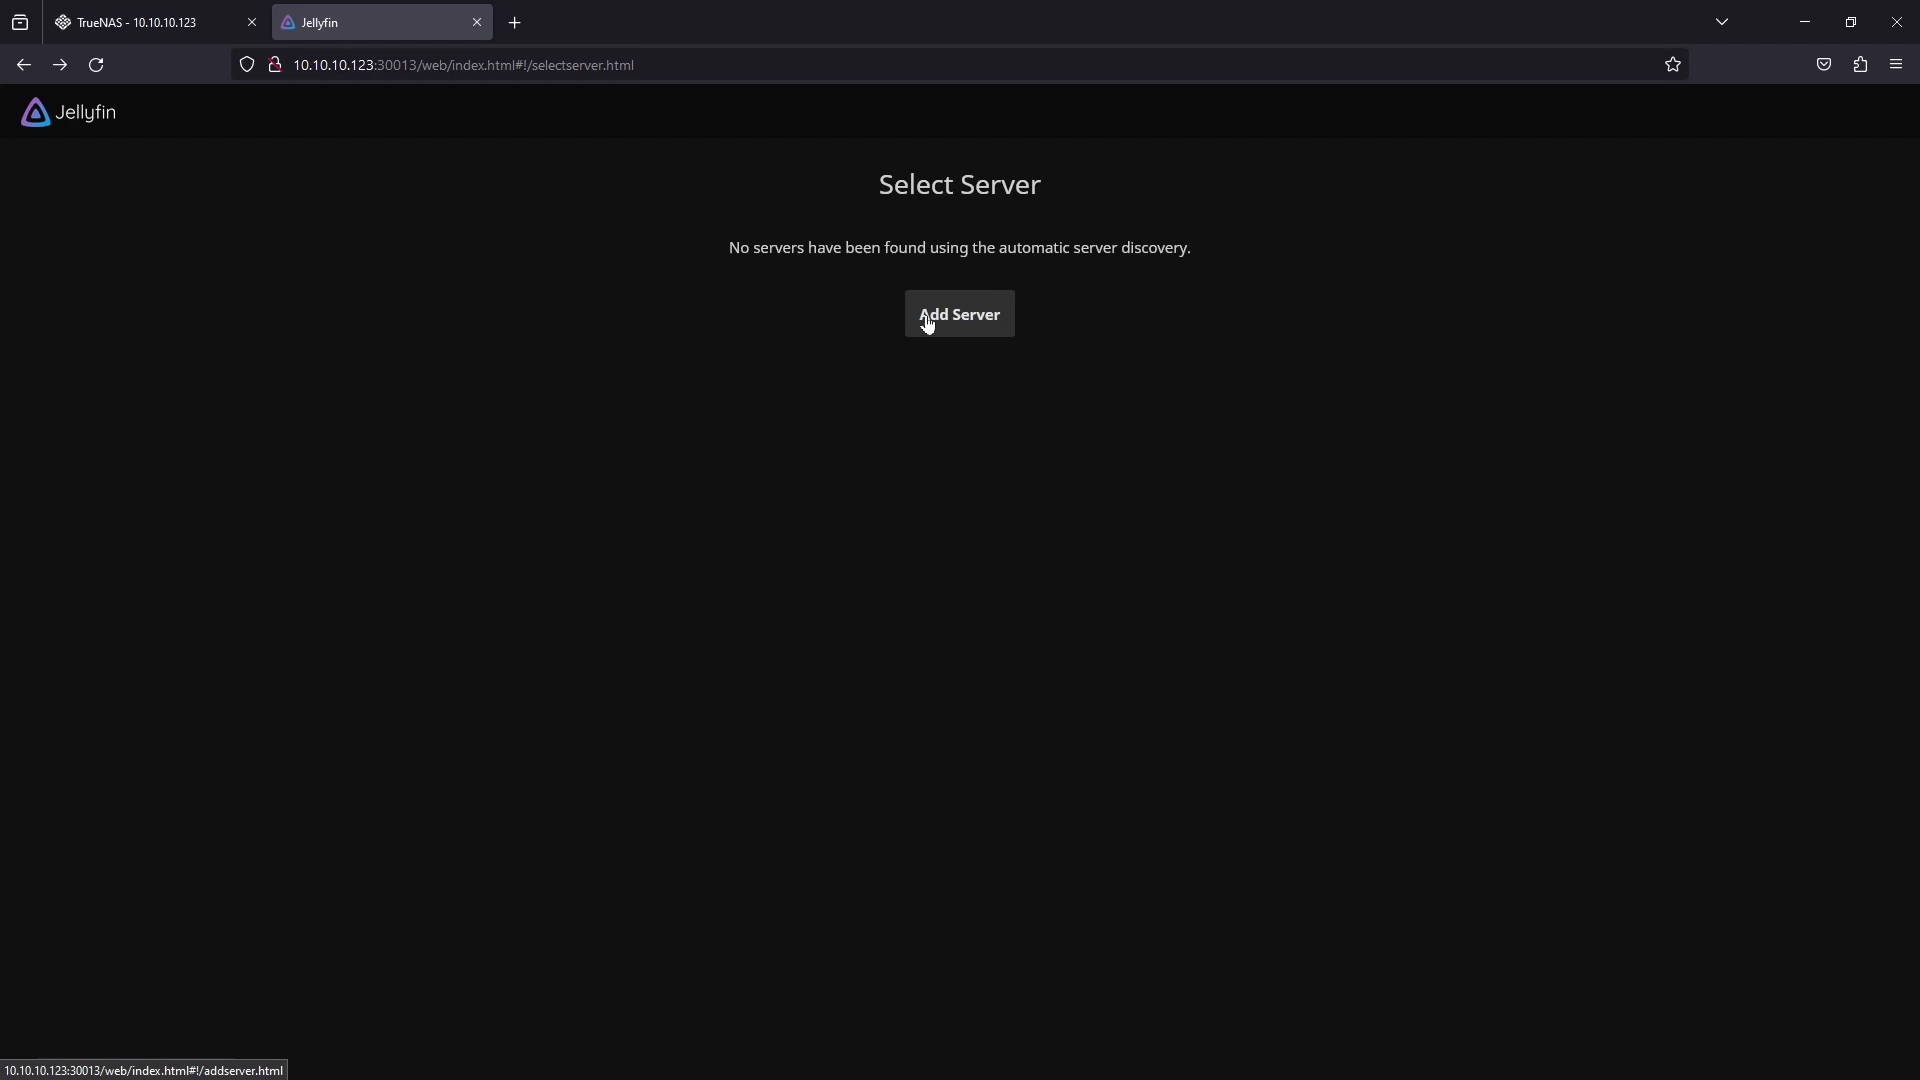 TrueNAS - 10.10.10.123
Jellyfin
10.10.10.123:30013/web/index.html#!/selectserver.html
Jellyfin
Select Server
No servers have been found using the automatic server discovery.
Add Server
10.10.10.123:30013/web/index.html#!/addserver.html